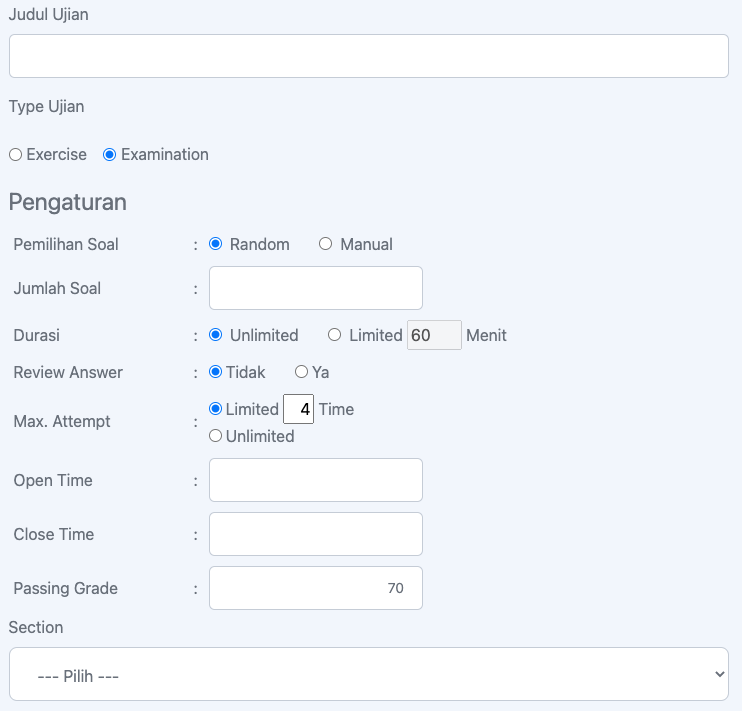 Judul Ujian
Type Ujian
Exercise Examination
Pengaturan
Pemilihan Soal : Random Manual
Jumlah Soal :
Durasi : Unlimited Limited 60 Menit
Review Answer : Tidak Ya
Max. Attempt : Limited 4 Time
Unlimited
Open Time :
Close Time :
Passing Grade : 70
Section
--- Pilih ---